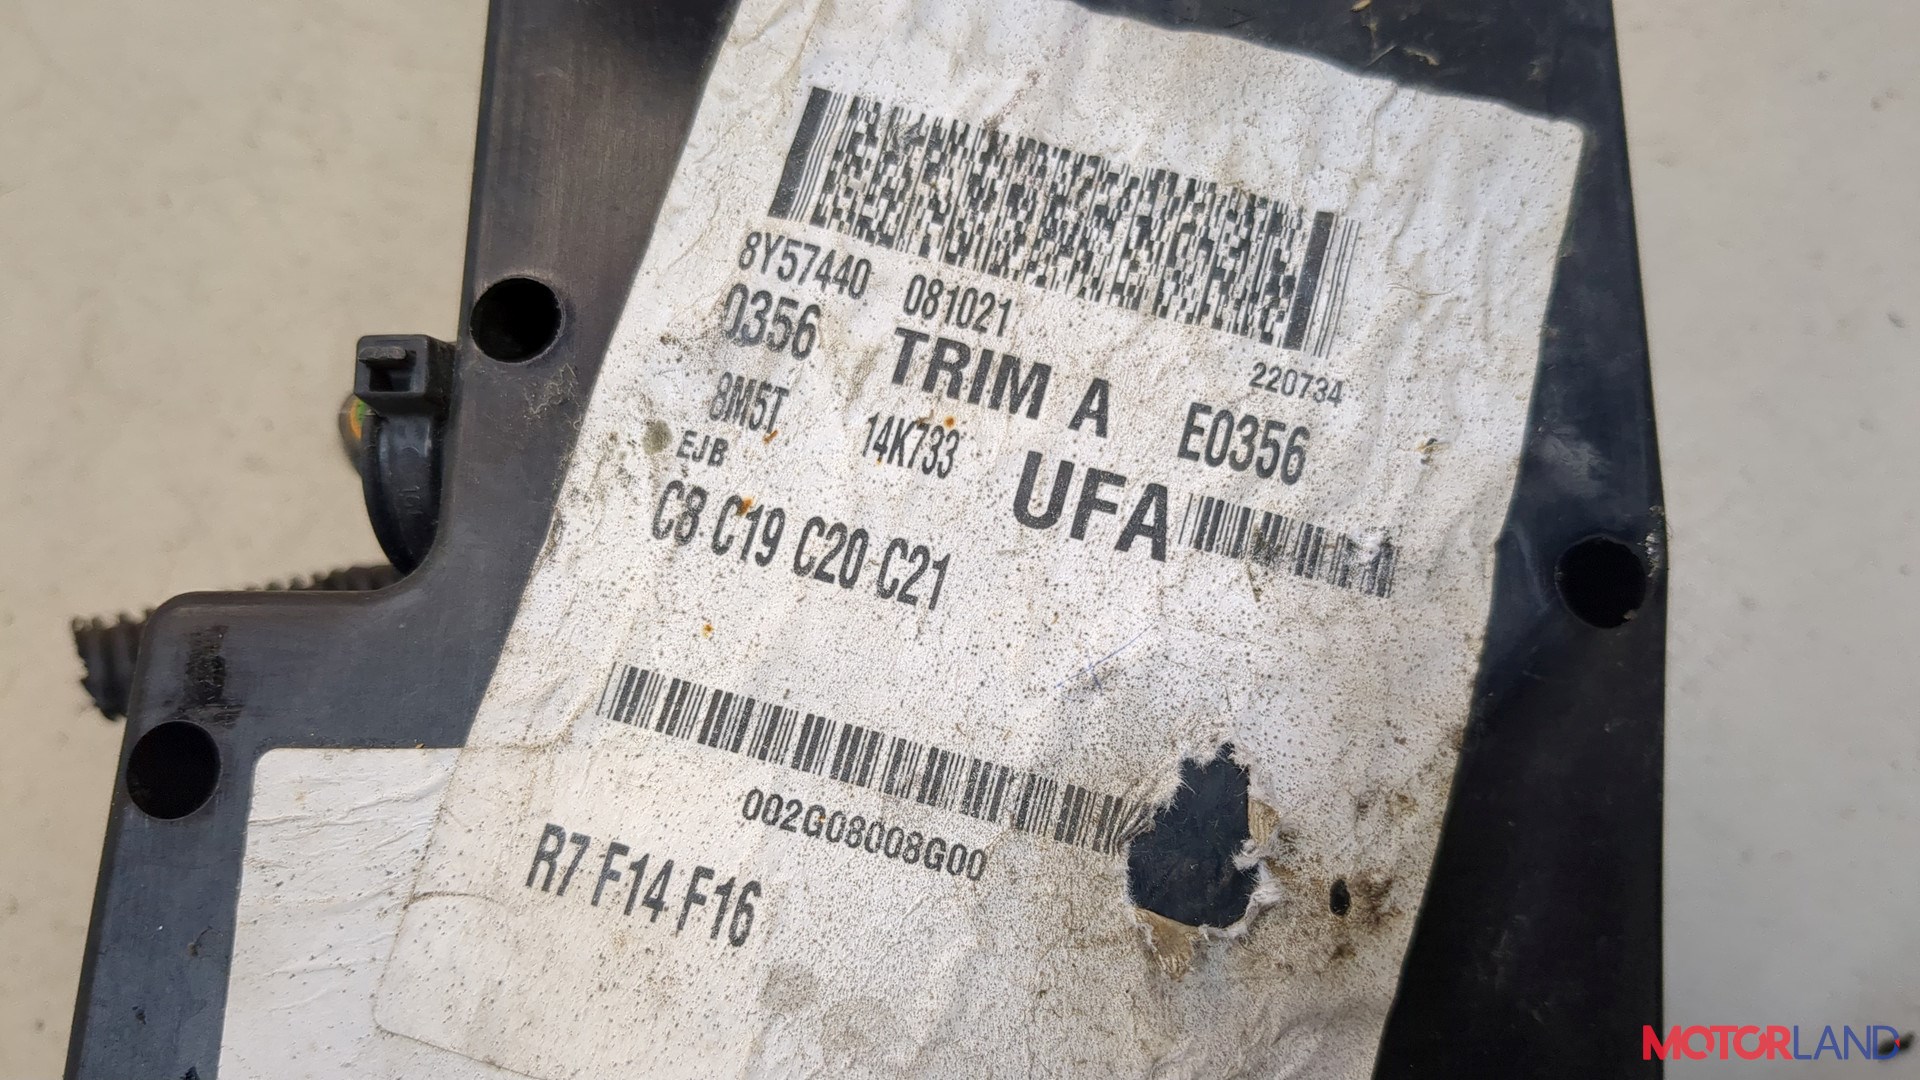 8Y57440 081021
220734
0356 TRIM A E0356
8M5T 14K733 UFA
EJB
C8 C19 C20 C21
002G08008G00
R7 F14 F16
MOTORLAND